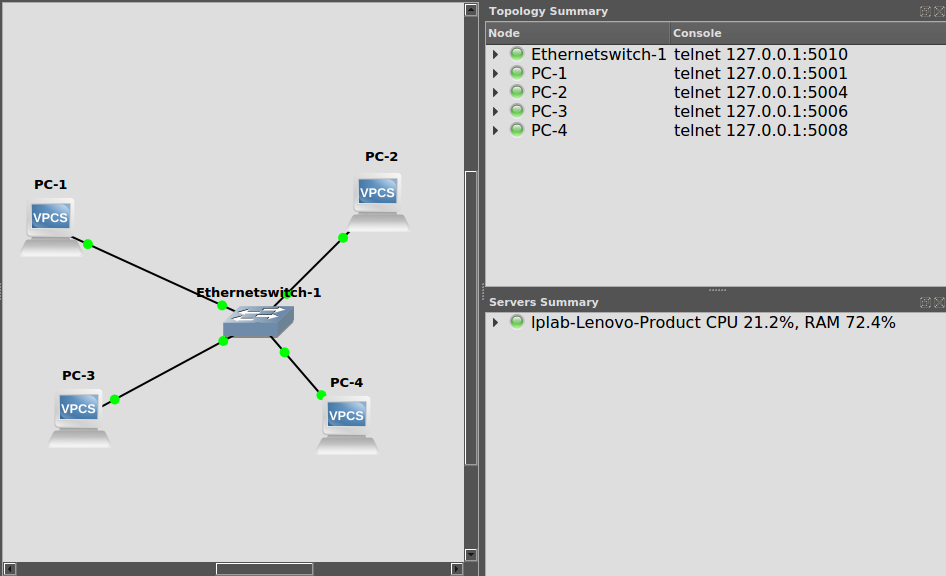 PC-2
PC-1
VPCS
VPCS
Ethernetswitch-1
PC-3
PC-4
VPCS
VPCS
Topology Summary
Node Console
Ethernetswitch-1 telnet 127.0.0.1:5010
PC-1 telnet 127.0.0.1:5001
PC-2 telnet 127.0.0.1:5004
PC-3 telnet 127.0.0.1:5006
PC-4 telnet 127.0.0.1:5008
Servers Summary
lplab-Lenovo-Product CPU 21.2%, RAM 72.4%